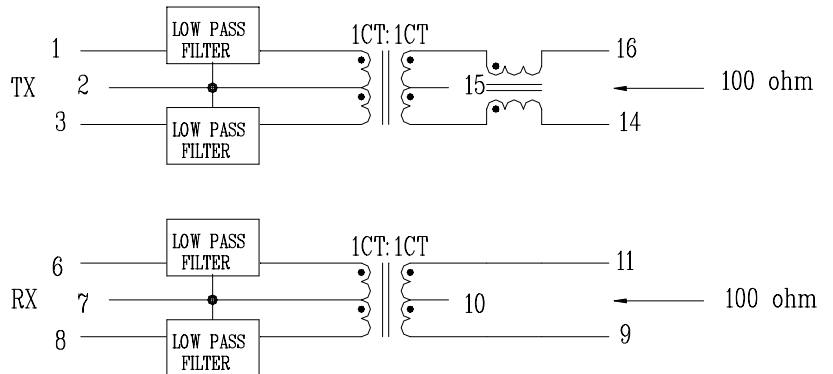 LOW PASS
FILTER
1CT:1CT
1
16
TX
2
15
100 ohm
3
LOW PASS
FILTER
14
LOW PASS
FILTER
1CT:1CT
6
11
RX
7
10
100 ohm
8
LOW PASS
FILTER
9